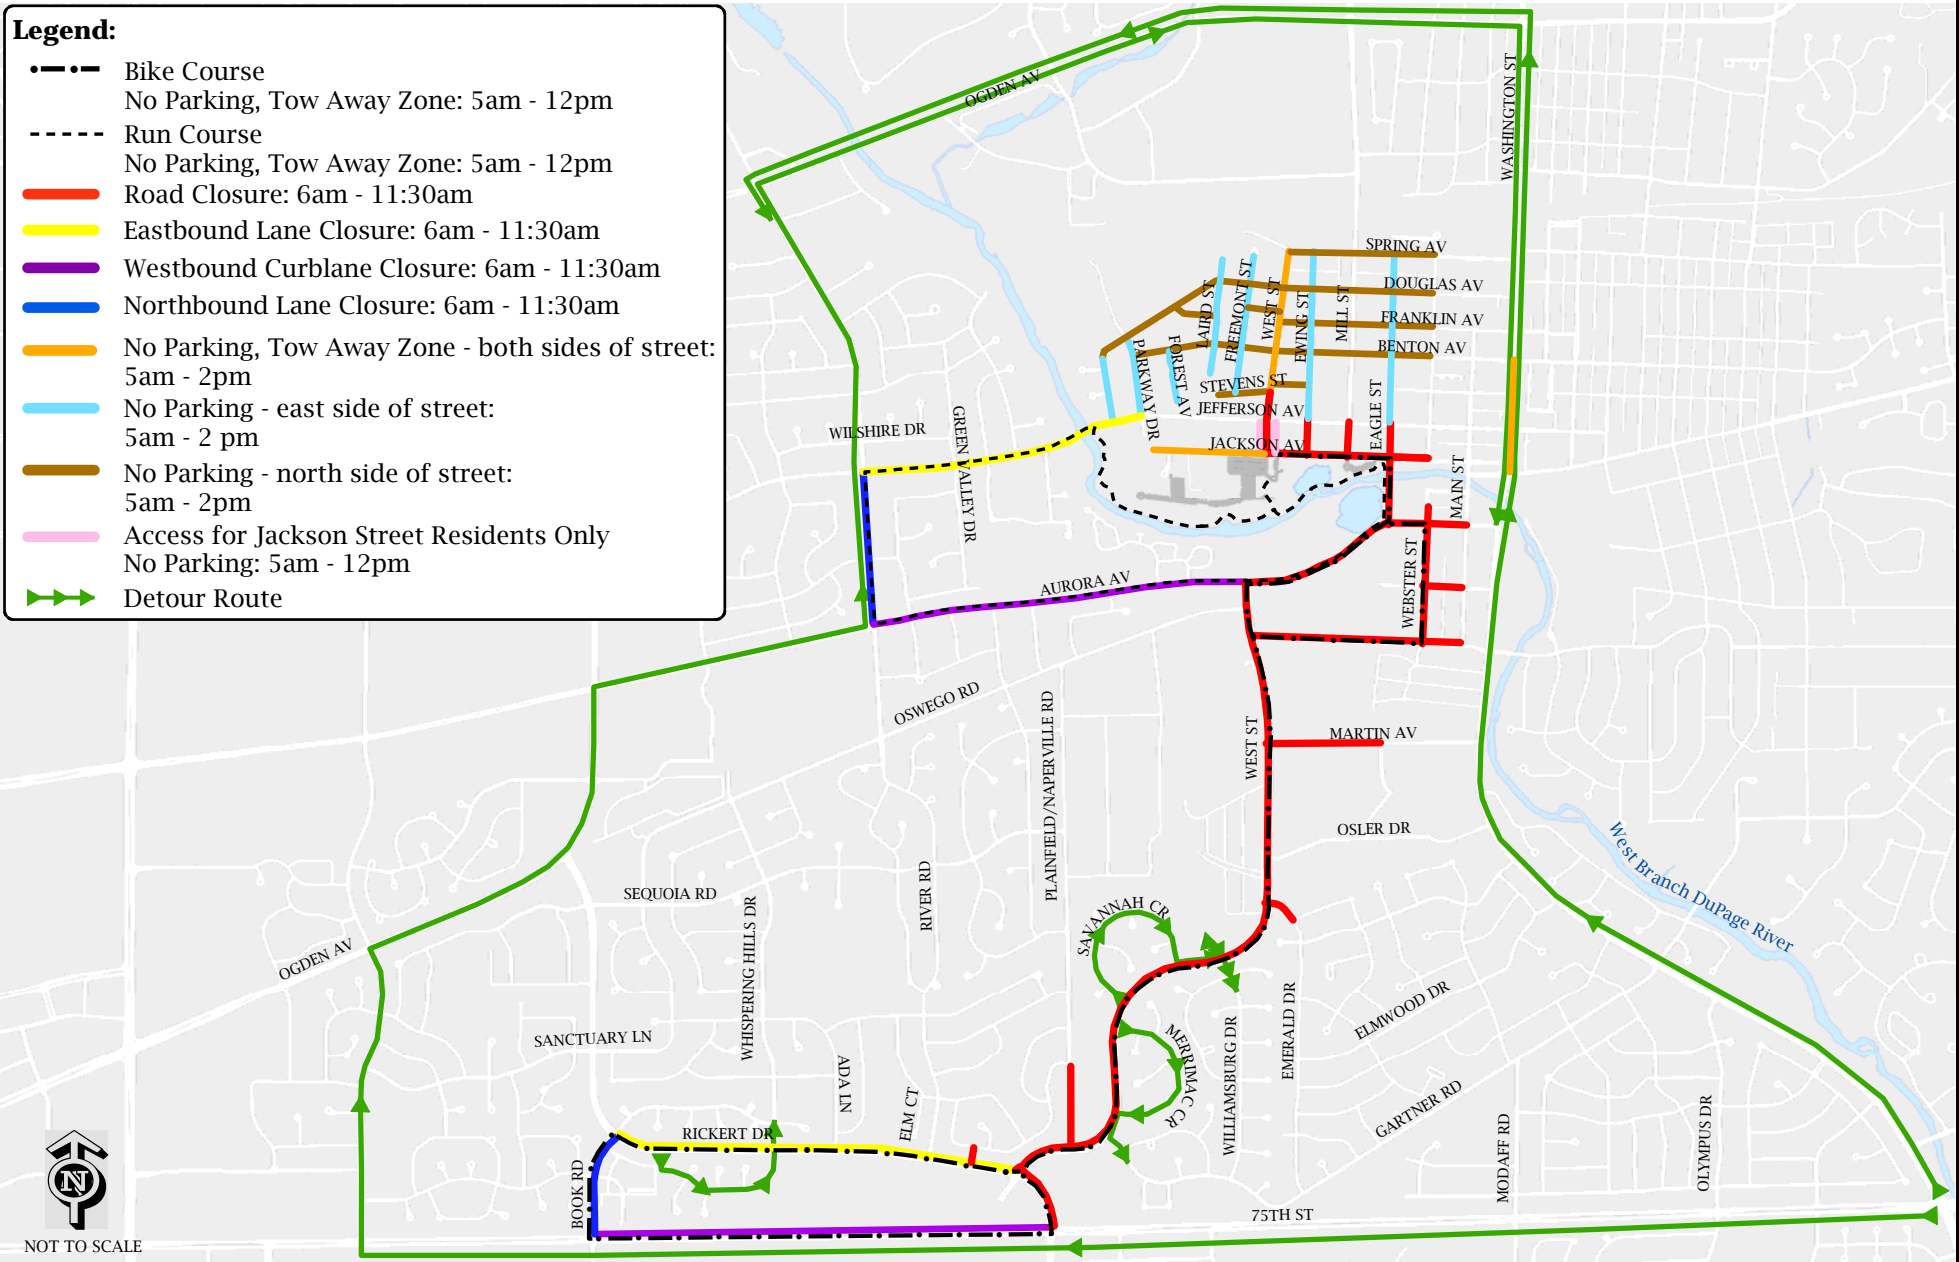 Legend:
Bike Course
No Parking, Tow Away Zone: 5am - 12pm
Run Course
No Parking, Tow Away Zone: 5am - 12pm
Road Closure: 6am - 11:30am
Eastbound Lane Closure: 6am - 11:30am
Westbound Curblane Closure: 6am - 11:30am
Northbound Lane Closure: 6am - 11:30am
No Parking, Tow Away Zone - both sides of street:
5am - 2pm
No Parking - east side of street:
5am - 2 pm
No Parking - north side of street:
5am - 2pm
Access for Jackson Street Residents Only
No Parking: 5am - 12pm
Detour Route
OGDEN AV
WASHINGTON ST
SPRING AV
DOUGLAS AV
FRANKLIN AV
BENTON AV
LAIRD ST
FREEMONT ST
WEST ST
EWING ST
MILL ST
PARKWAY DR
FOREST AV
STEVENS ST
JEFFERSON AV
EAGLE ST
JACKSON AV
MAIN ST
WILSHIRE DR
GREEN VALLEY DR
AURORA AV
WEBSTER ST
OSWEGO RD
PLAINFIELD/NAPERVILLE RD
WEST ST
MARTIN AV
OSLER DR
West Branch DuPage River
SEQUOIA RD
RIVER RD
WHISPERING HILLS DR
SAVANNAH CR
OGDEN AV
SANCTUARY LN
ADA LN
ELM CT
MERRIMAC CR
WILLIAMSBURG DR
EMERALD DR
ELMWOOD DR
GARTNER RD
MODAFF RD
OLYMPUS DR
RICKERT DR
BOOK RD
75TH ST
N
NOT TO SCALE